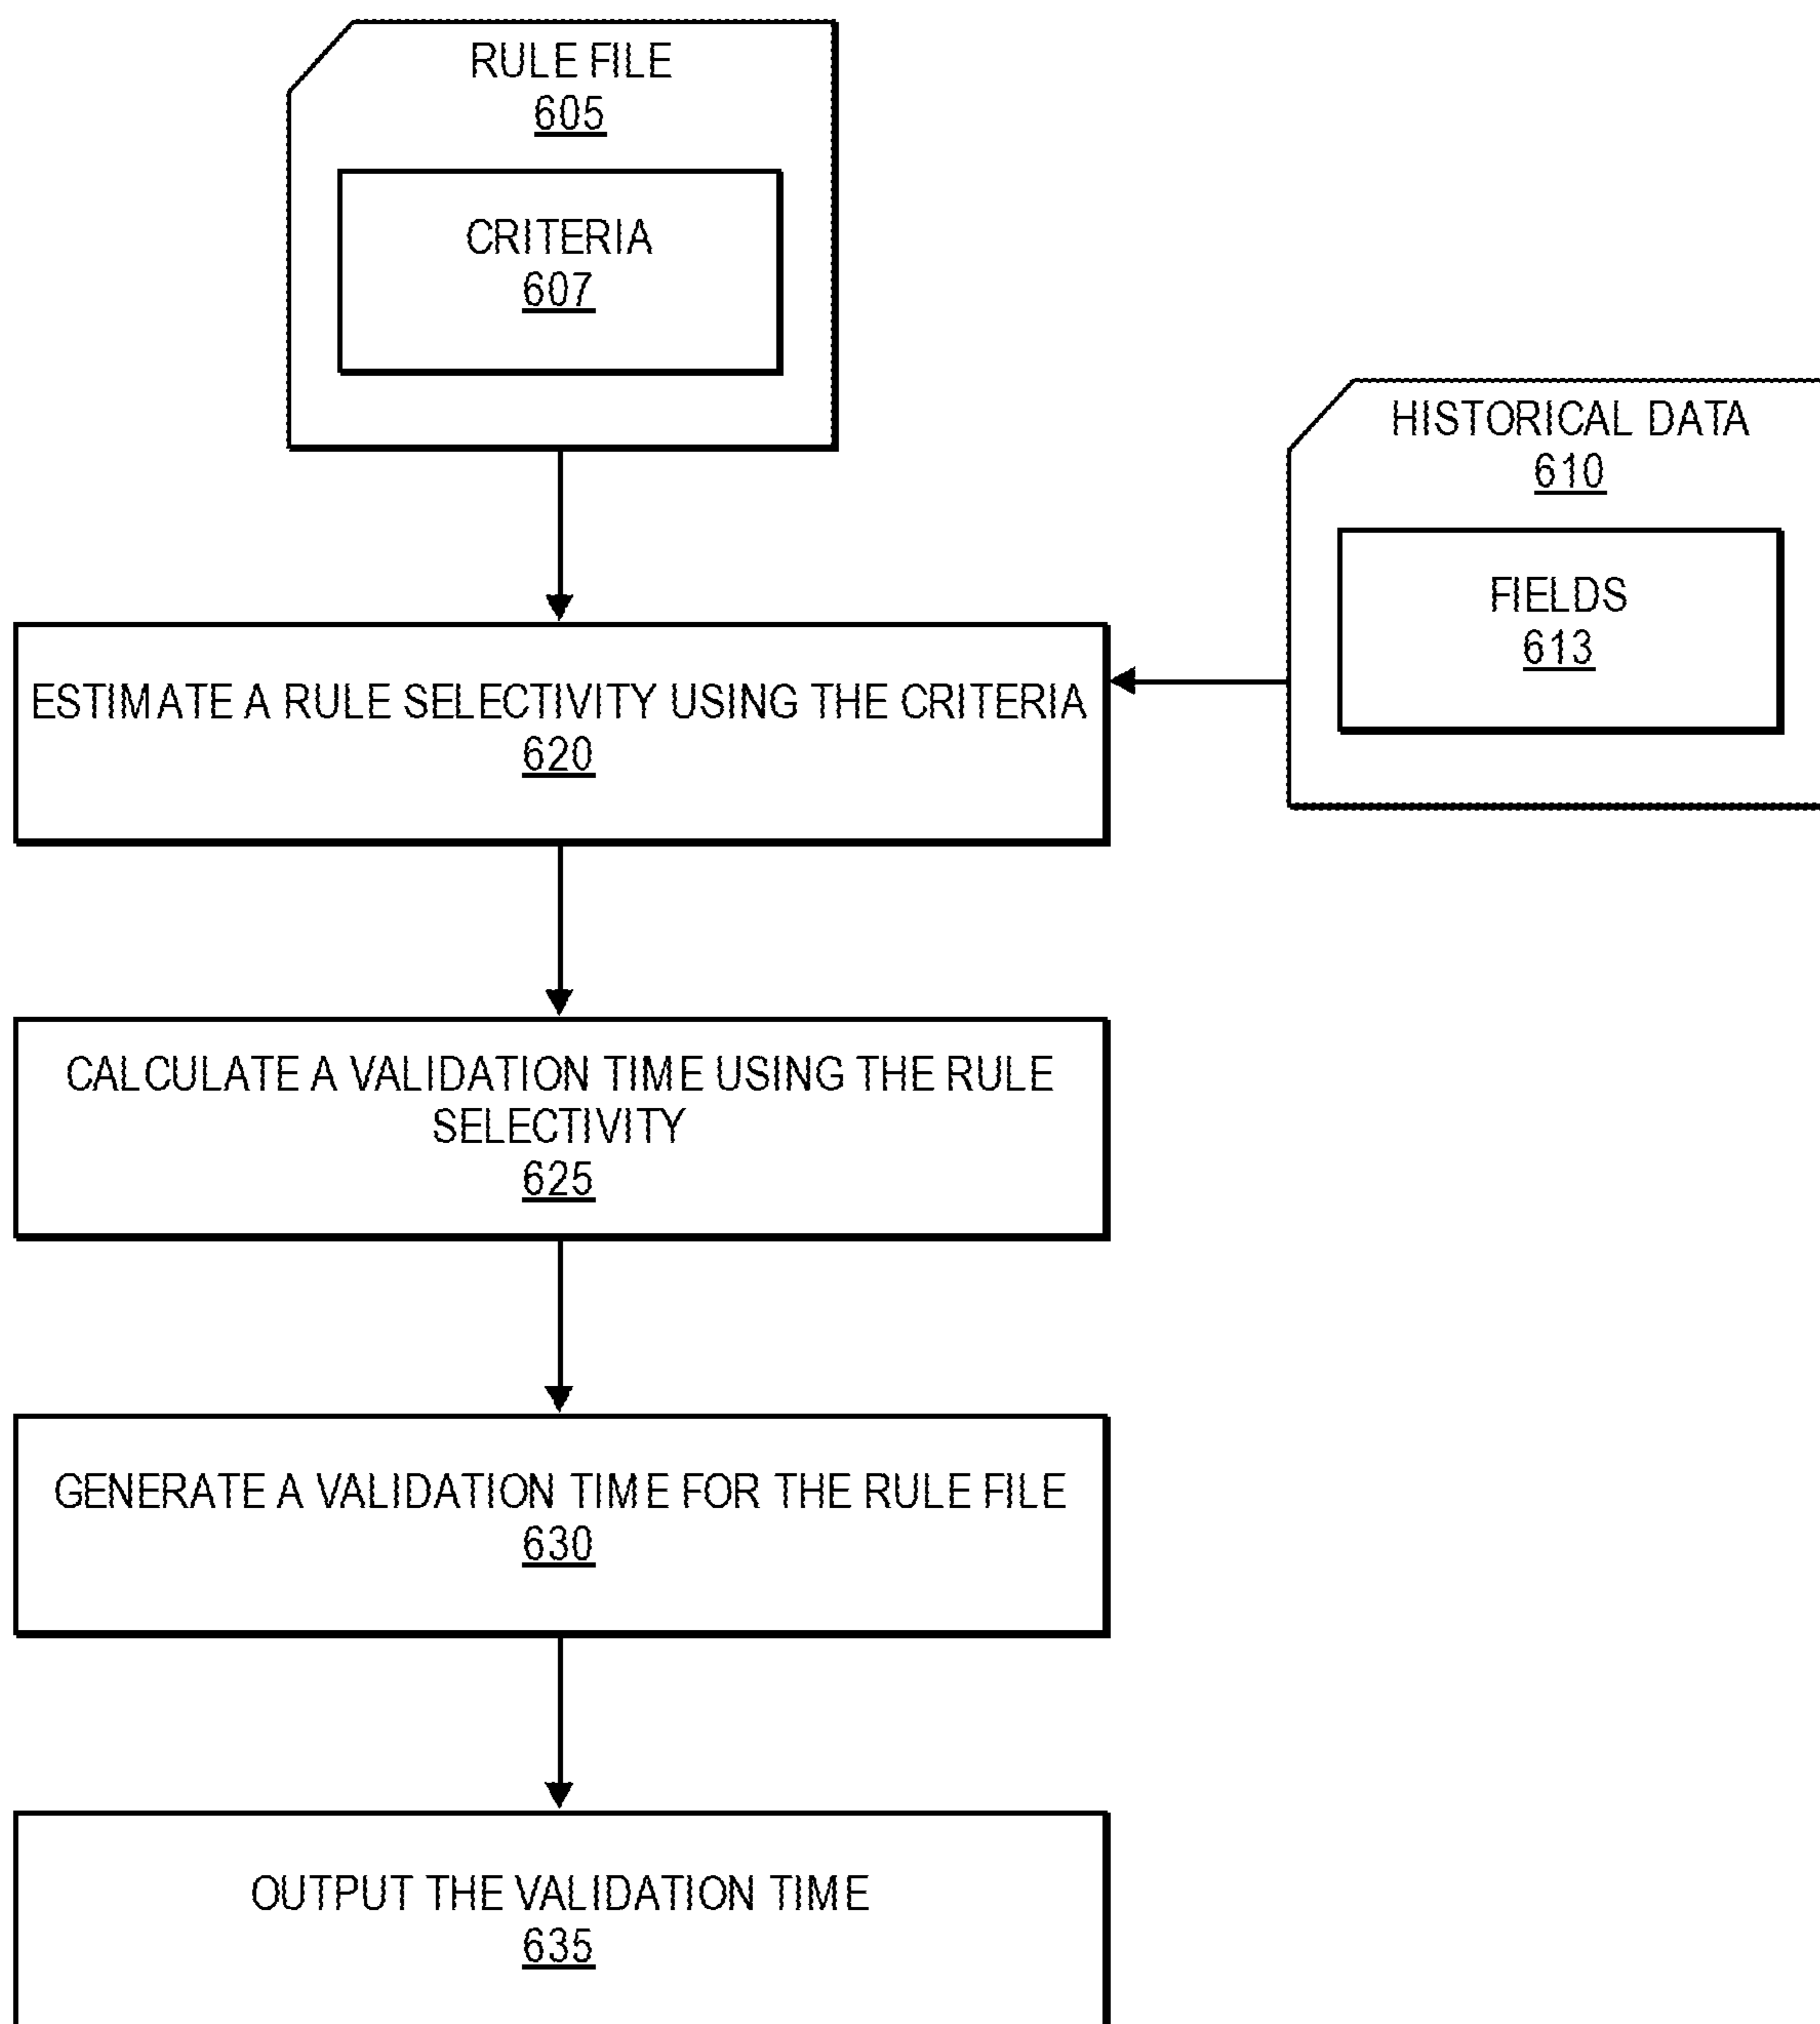 RULE FILE
605
CRITERIA
607
HISTORICAL DATA
610
FIELDS
613
ESTIMATE A RULE SELECTIVITY USING THE CRITERIA
620
CALCULATE A VALIDATION TIME USING THE RULE
SELECTIVITY
625
GENERATE A VALIDATION TIME FOR THE RULE FILE
630
OUTPUT THE VALIDATION TIME
635